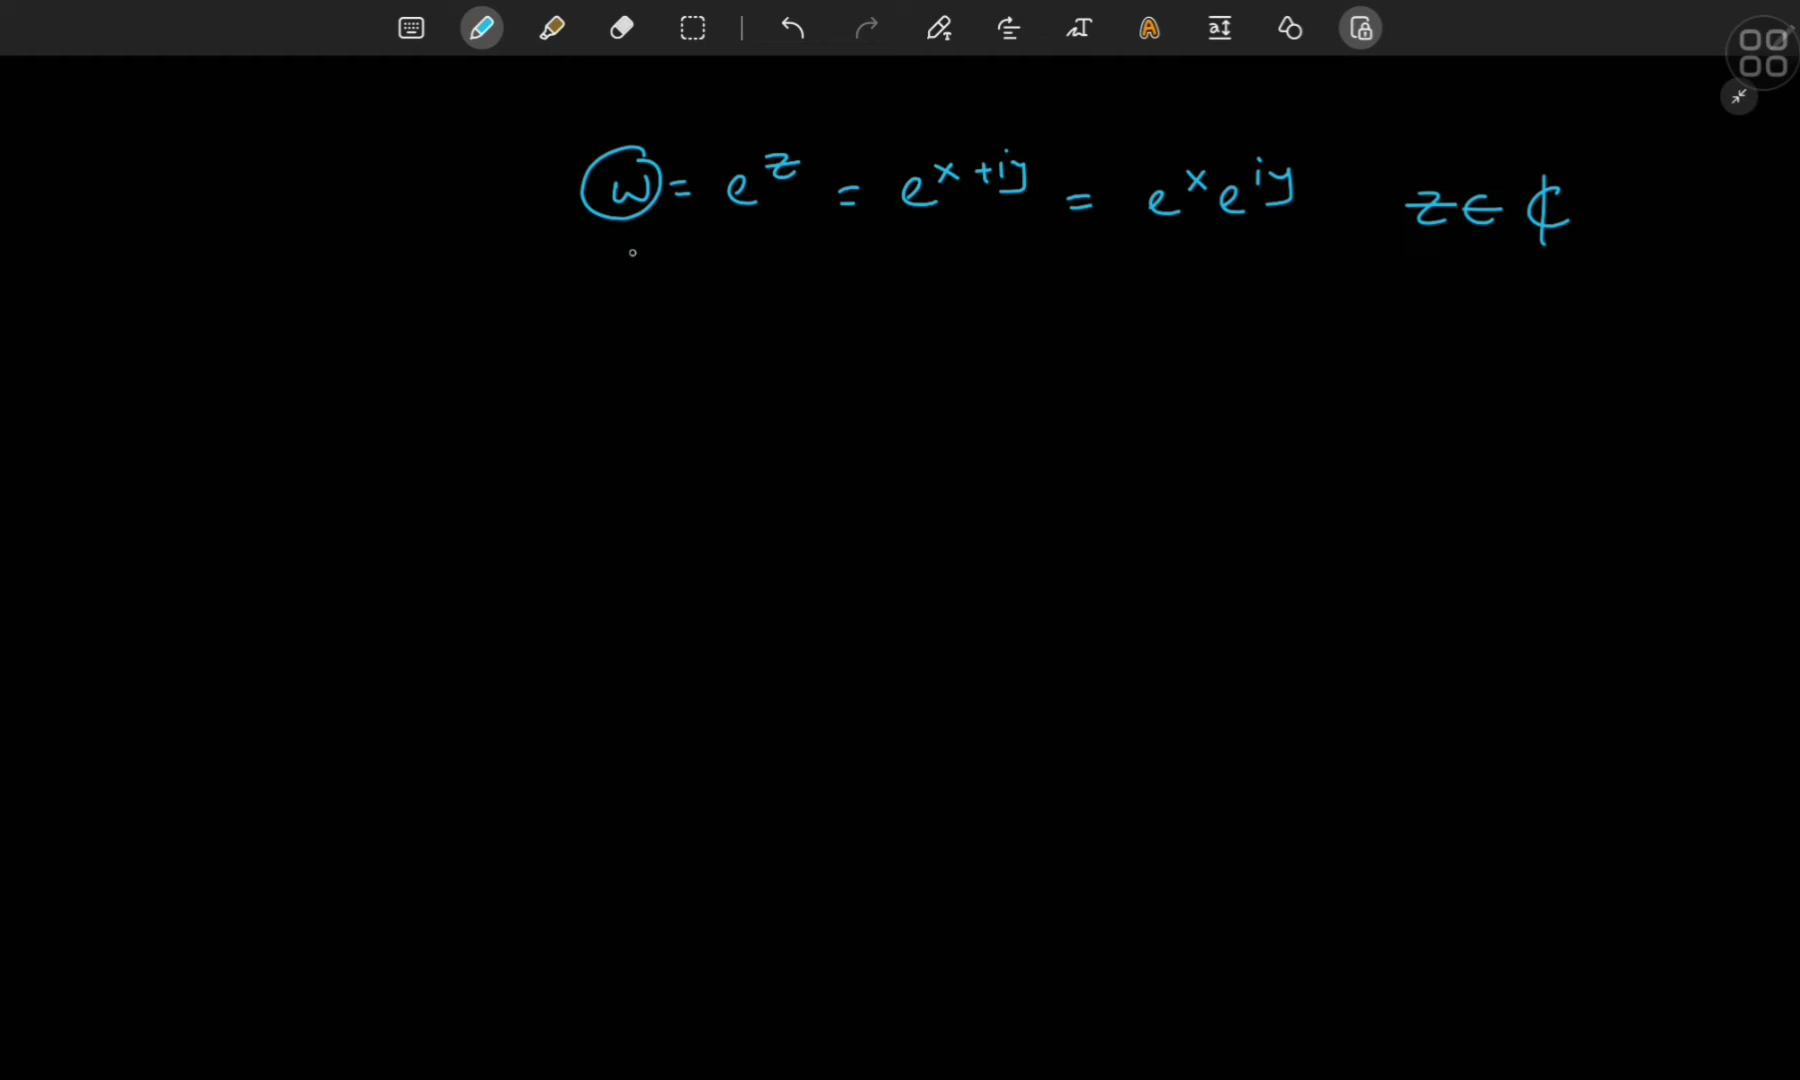 w = e^z = e^{x+iy} = e^x e^{iy} z ∈ ℂ